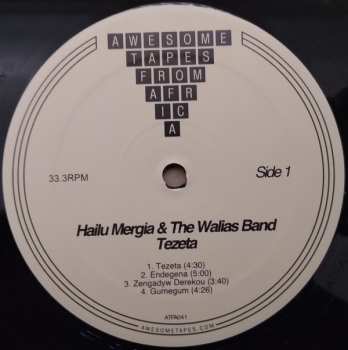 AWESOME
TAPES
FROM
AFR
IC
A
33.3RPM
Side 1
Hailu Mergia & The Walias Band
Tezeta
1. Tezeta (4:30)
2. Endegena (5:00)
3. Zengadyw Derekou (3:40)
4. Gumegum (4:26)
ATFA041
AWESOMETAPES.COM